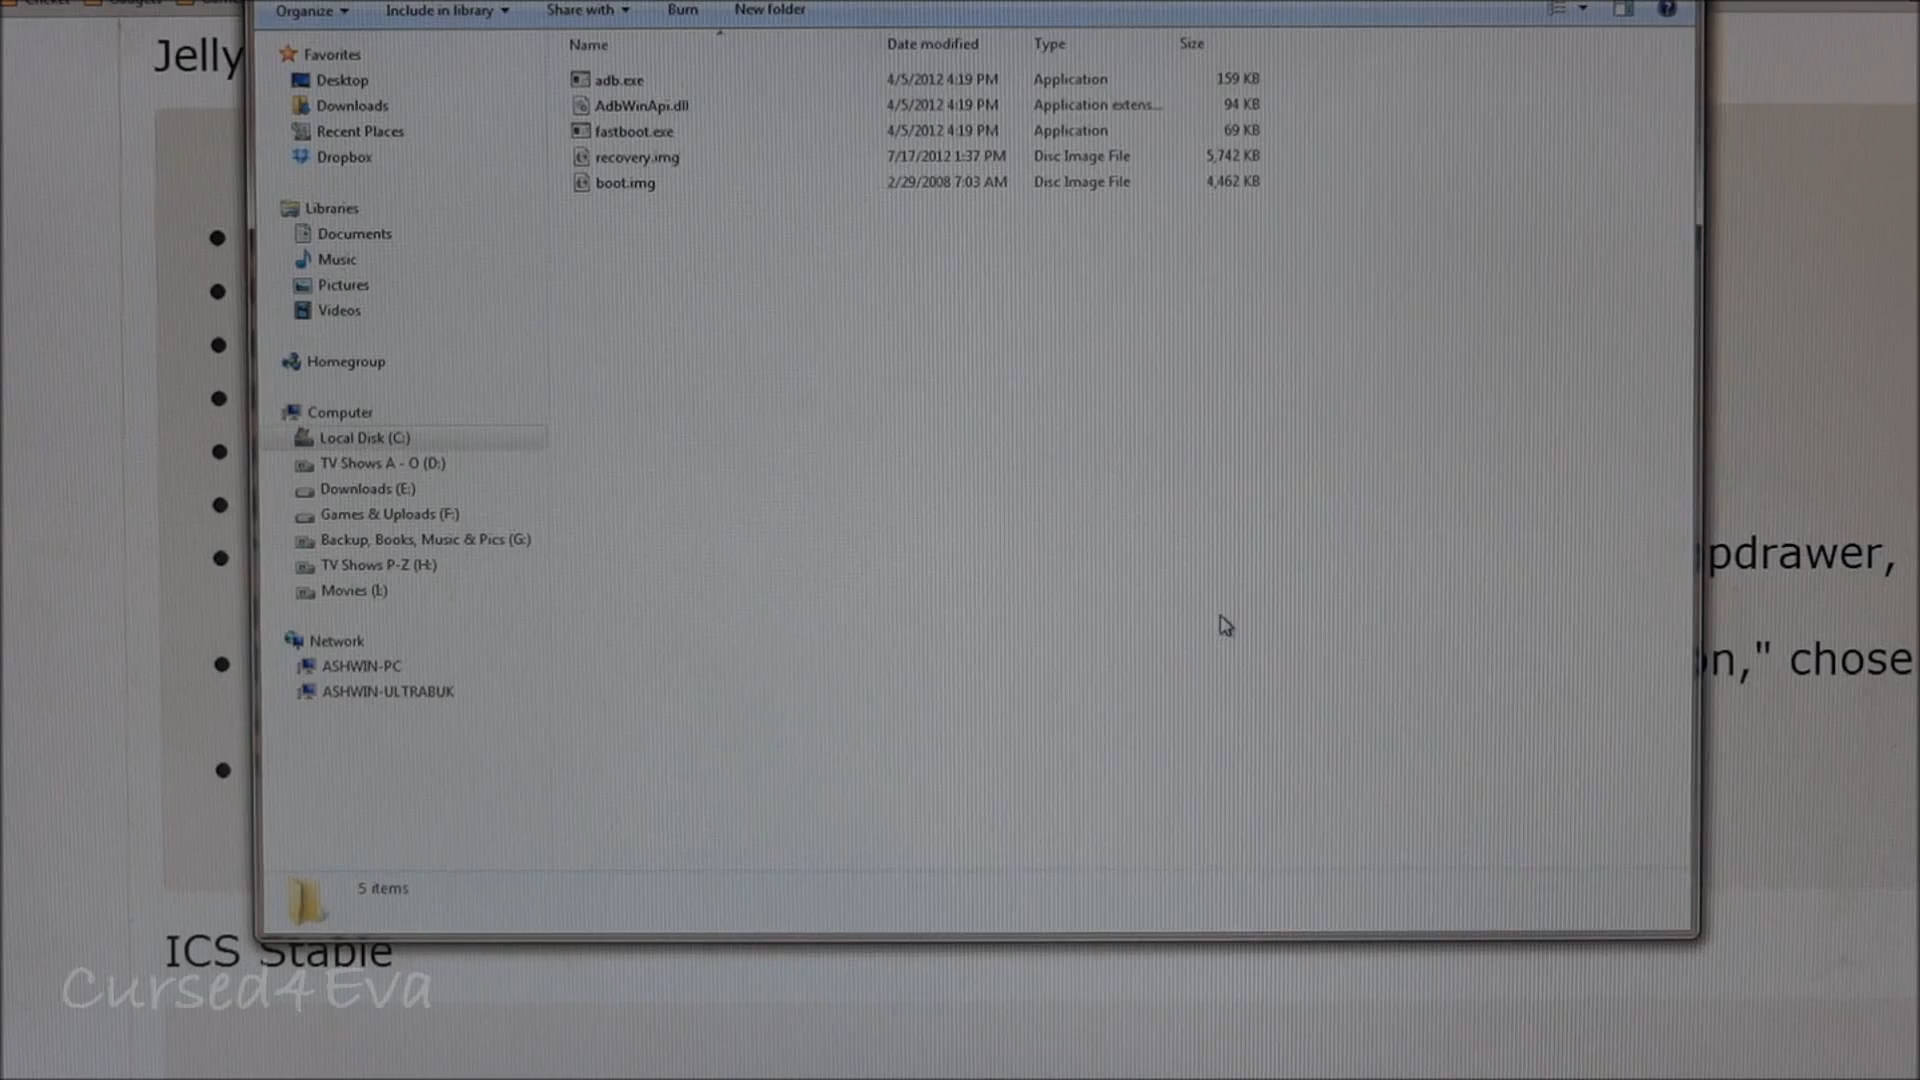 Organize Include in library Share with Burn New folder
Jelly
Name Date modified Type Size
Favorites
Desktop
Downloads
Recent Places
Dropbox
adb.exe 4/5/2012 4:19 PM Application 159 KB
AdbWinApi.dll 4/5/2012 4:19 PM Application extens... 94 KB
fastboot.exe 4/5/2012 4:19 PM Application 69 KB
recovery.img 7/17/2012 1:37 PM Disc Image File 5,742 KB
boot.img 2/29/2008 7:03 AM Disc Image File 4,462 KB
Libraries
Documents
Music
Pictures
Videos
Homegroup
Computer
Local Disk (C:)
TV Shows A - O (D:)
Downloads (E:)
Games & Uploads (F:)
Backup, Books, Music & Pics (G:)
TV Shows P-Z (H:)
Movies (I:)
Network
ASHWIN-PC
ASHWIN-ULTRABUK
pdrawer,
n," chose
5 items
ICS Stable
Cursed4Eva